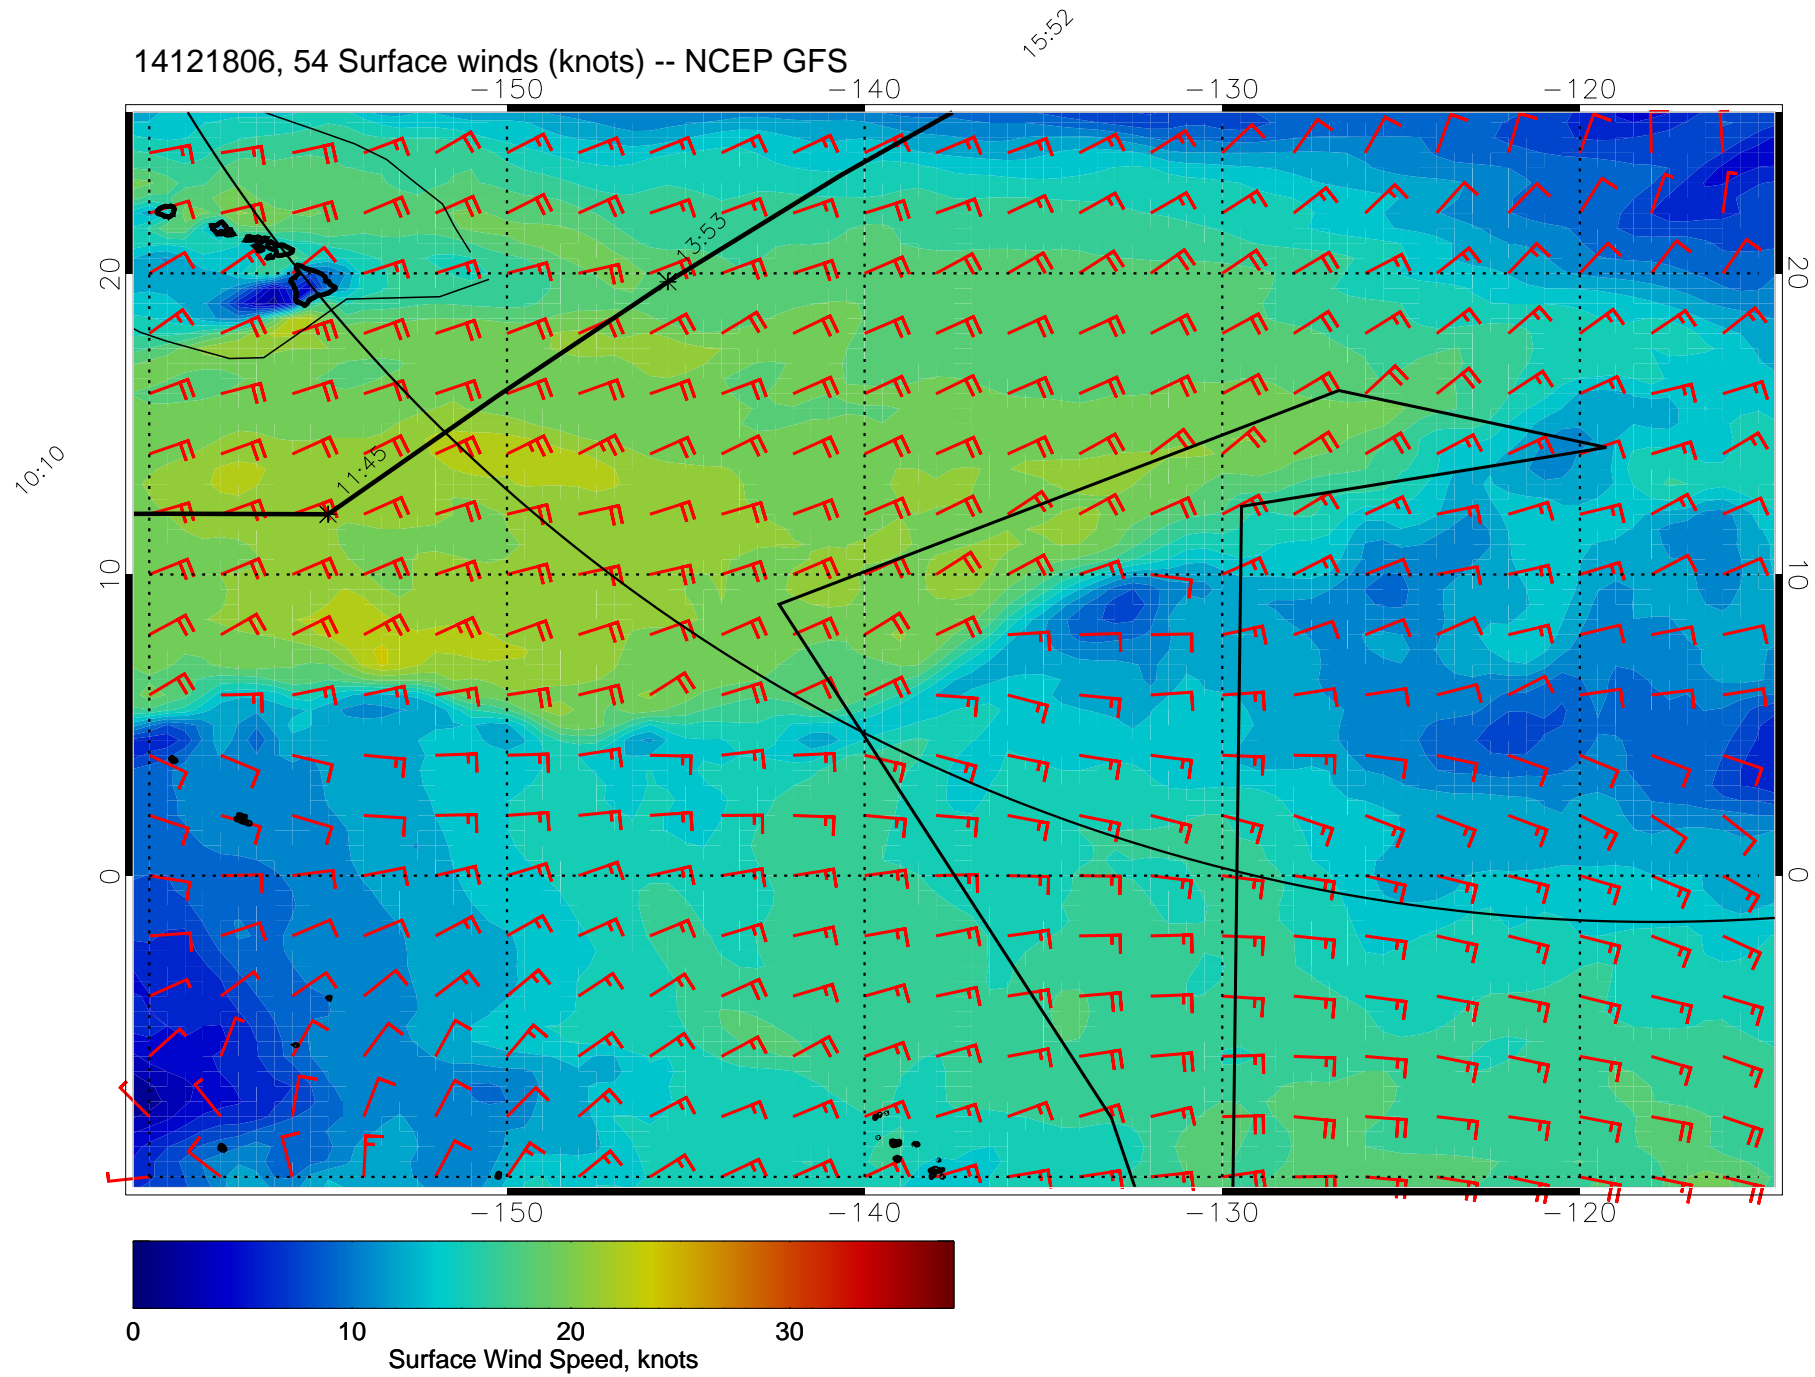 15:52
14121806, 54 Surface winds (knots) -- NCEP GFS
-150 -140 -130 -120
13:53
20 20
10:10
11:45
10 10
0 0
-150 -140 -130 -120
0 10 20 30
Surface Wind Speed, knots